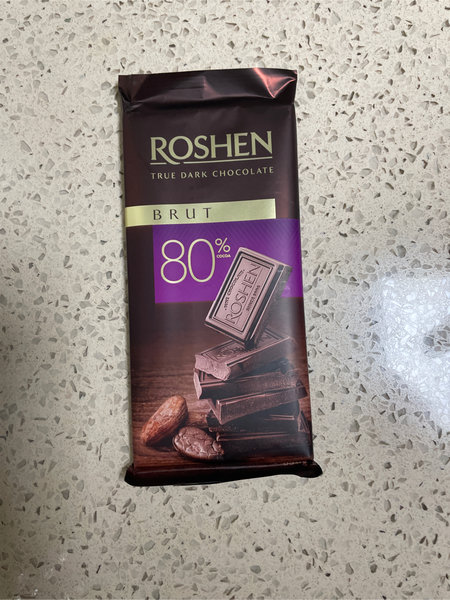 ROSHEN
TRUE DARK CHOCOLATE
BRUT
80%
COCOA
ROSHEN